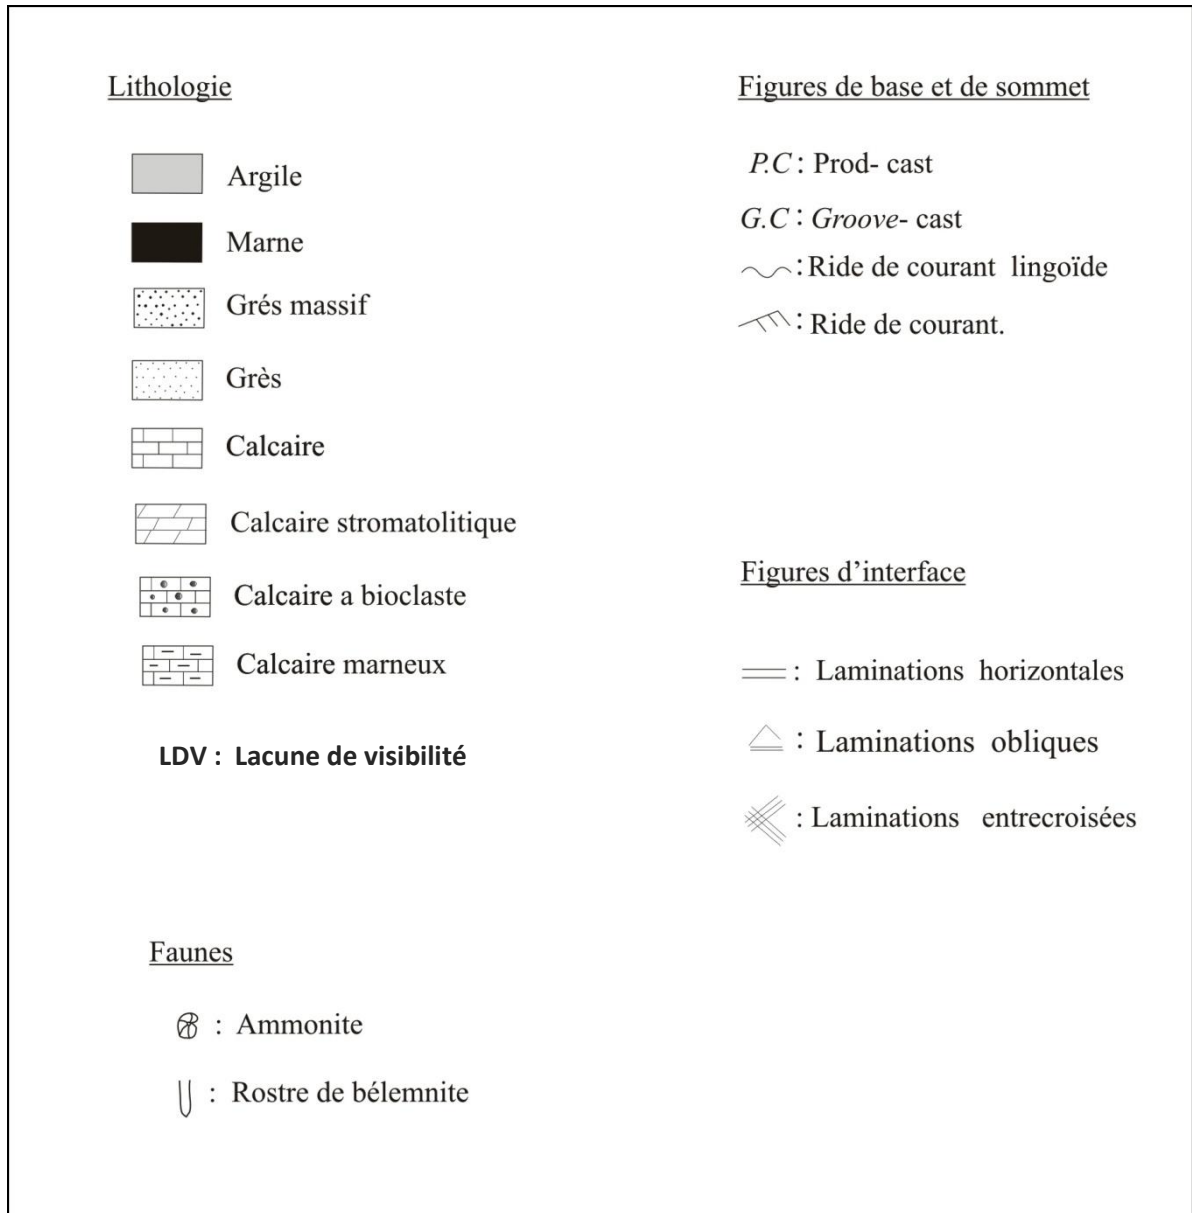 Lithologie
Argile
Marne
Grés massif
Grès
Calcaire
Calcaire stromatolitique
Calcaire a bioclaste
Calcaire marneux
LDV : Lacune de visibilité
Faunes
: Ammonite
: Rostre de bélemnite
Figures de base et de sommet
P.C : Prod- cast
G.C : Groove- cast
: Ride de courant lingoïde
: Ride de courant.
Figures d’interface
: Laminations horizontales
: Laminations obliques
: Laminations entrecroisées